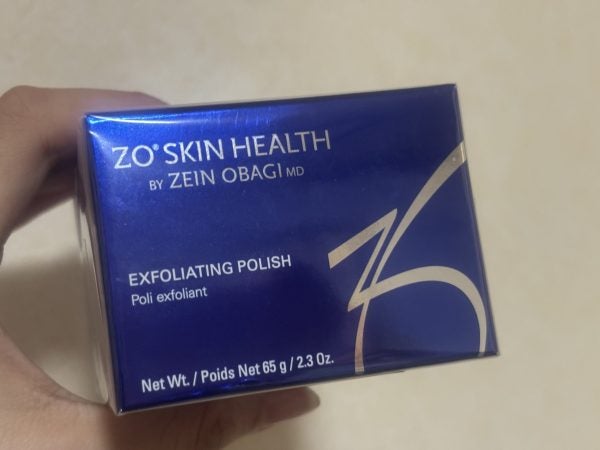 ZO® SKIN HEALTH
BY ZEIN OBAGI MD
EXFOLIATING POLISH
Poli exfoliant
Net Wt. / Poids Net 65 g / 2.3 Oz.